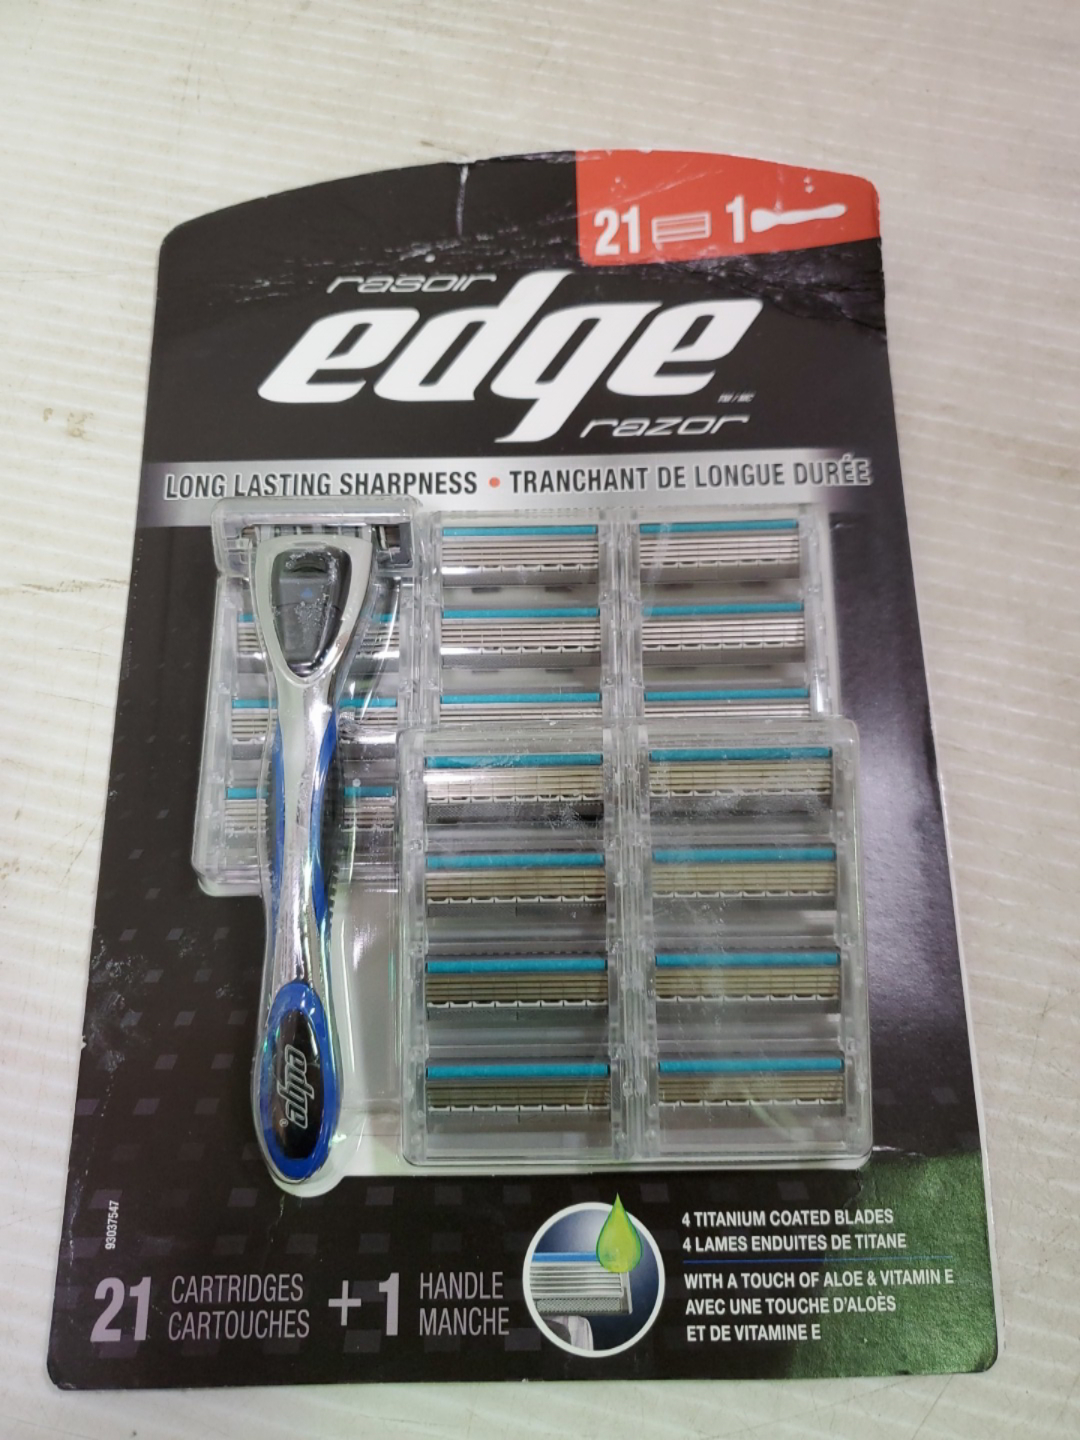 21 1
rasoir
edge
razor
LONG LASTING SHARPNESS • TRANCHANT DE LONGUE DURÉE
edge
93037547
21 CARTRIDGES + 1 HANDLE
CARTOUCHES MANCHE
4 TITANIUM COATED BLADES
4 LAMES ENDUITES DE TITANE
WITH A TOUCH OF ALOE & VITAMIN E
AVEC UNE TOUCHE D'ALOÈS
ET DE VITAMINE E